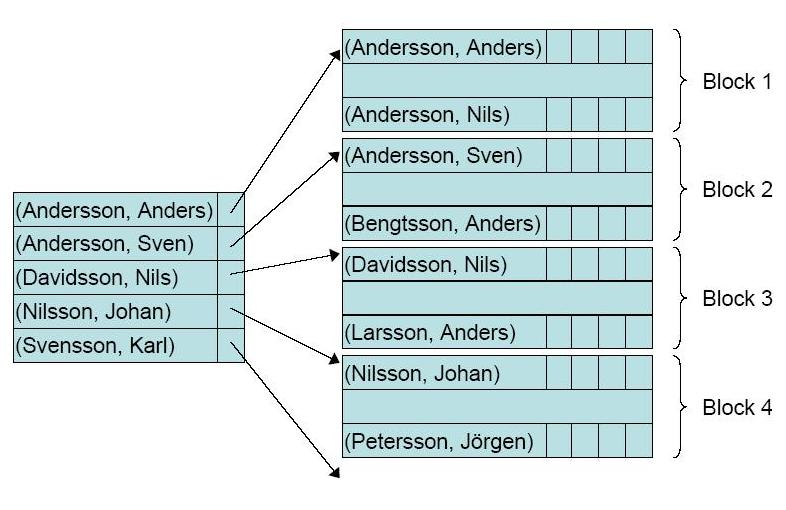 (Andersson, Anders)
(Andersson, Sven)
(Davidsson, Nils)
(Nilsson, Johan)
(Svensson, Karl)
(Andersson, Anders)
(Andersson, Nils)
Block 1
(Andersson, Sven)
(Bengtsson, Anders)
Block 2
(Davidsson, Nils)
(Larsson, Anders)
Block 3
(Nilsson, Johan)
(Petersson, Jörgen)
Block 4